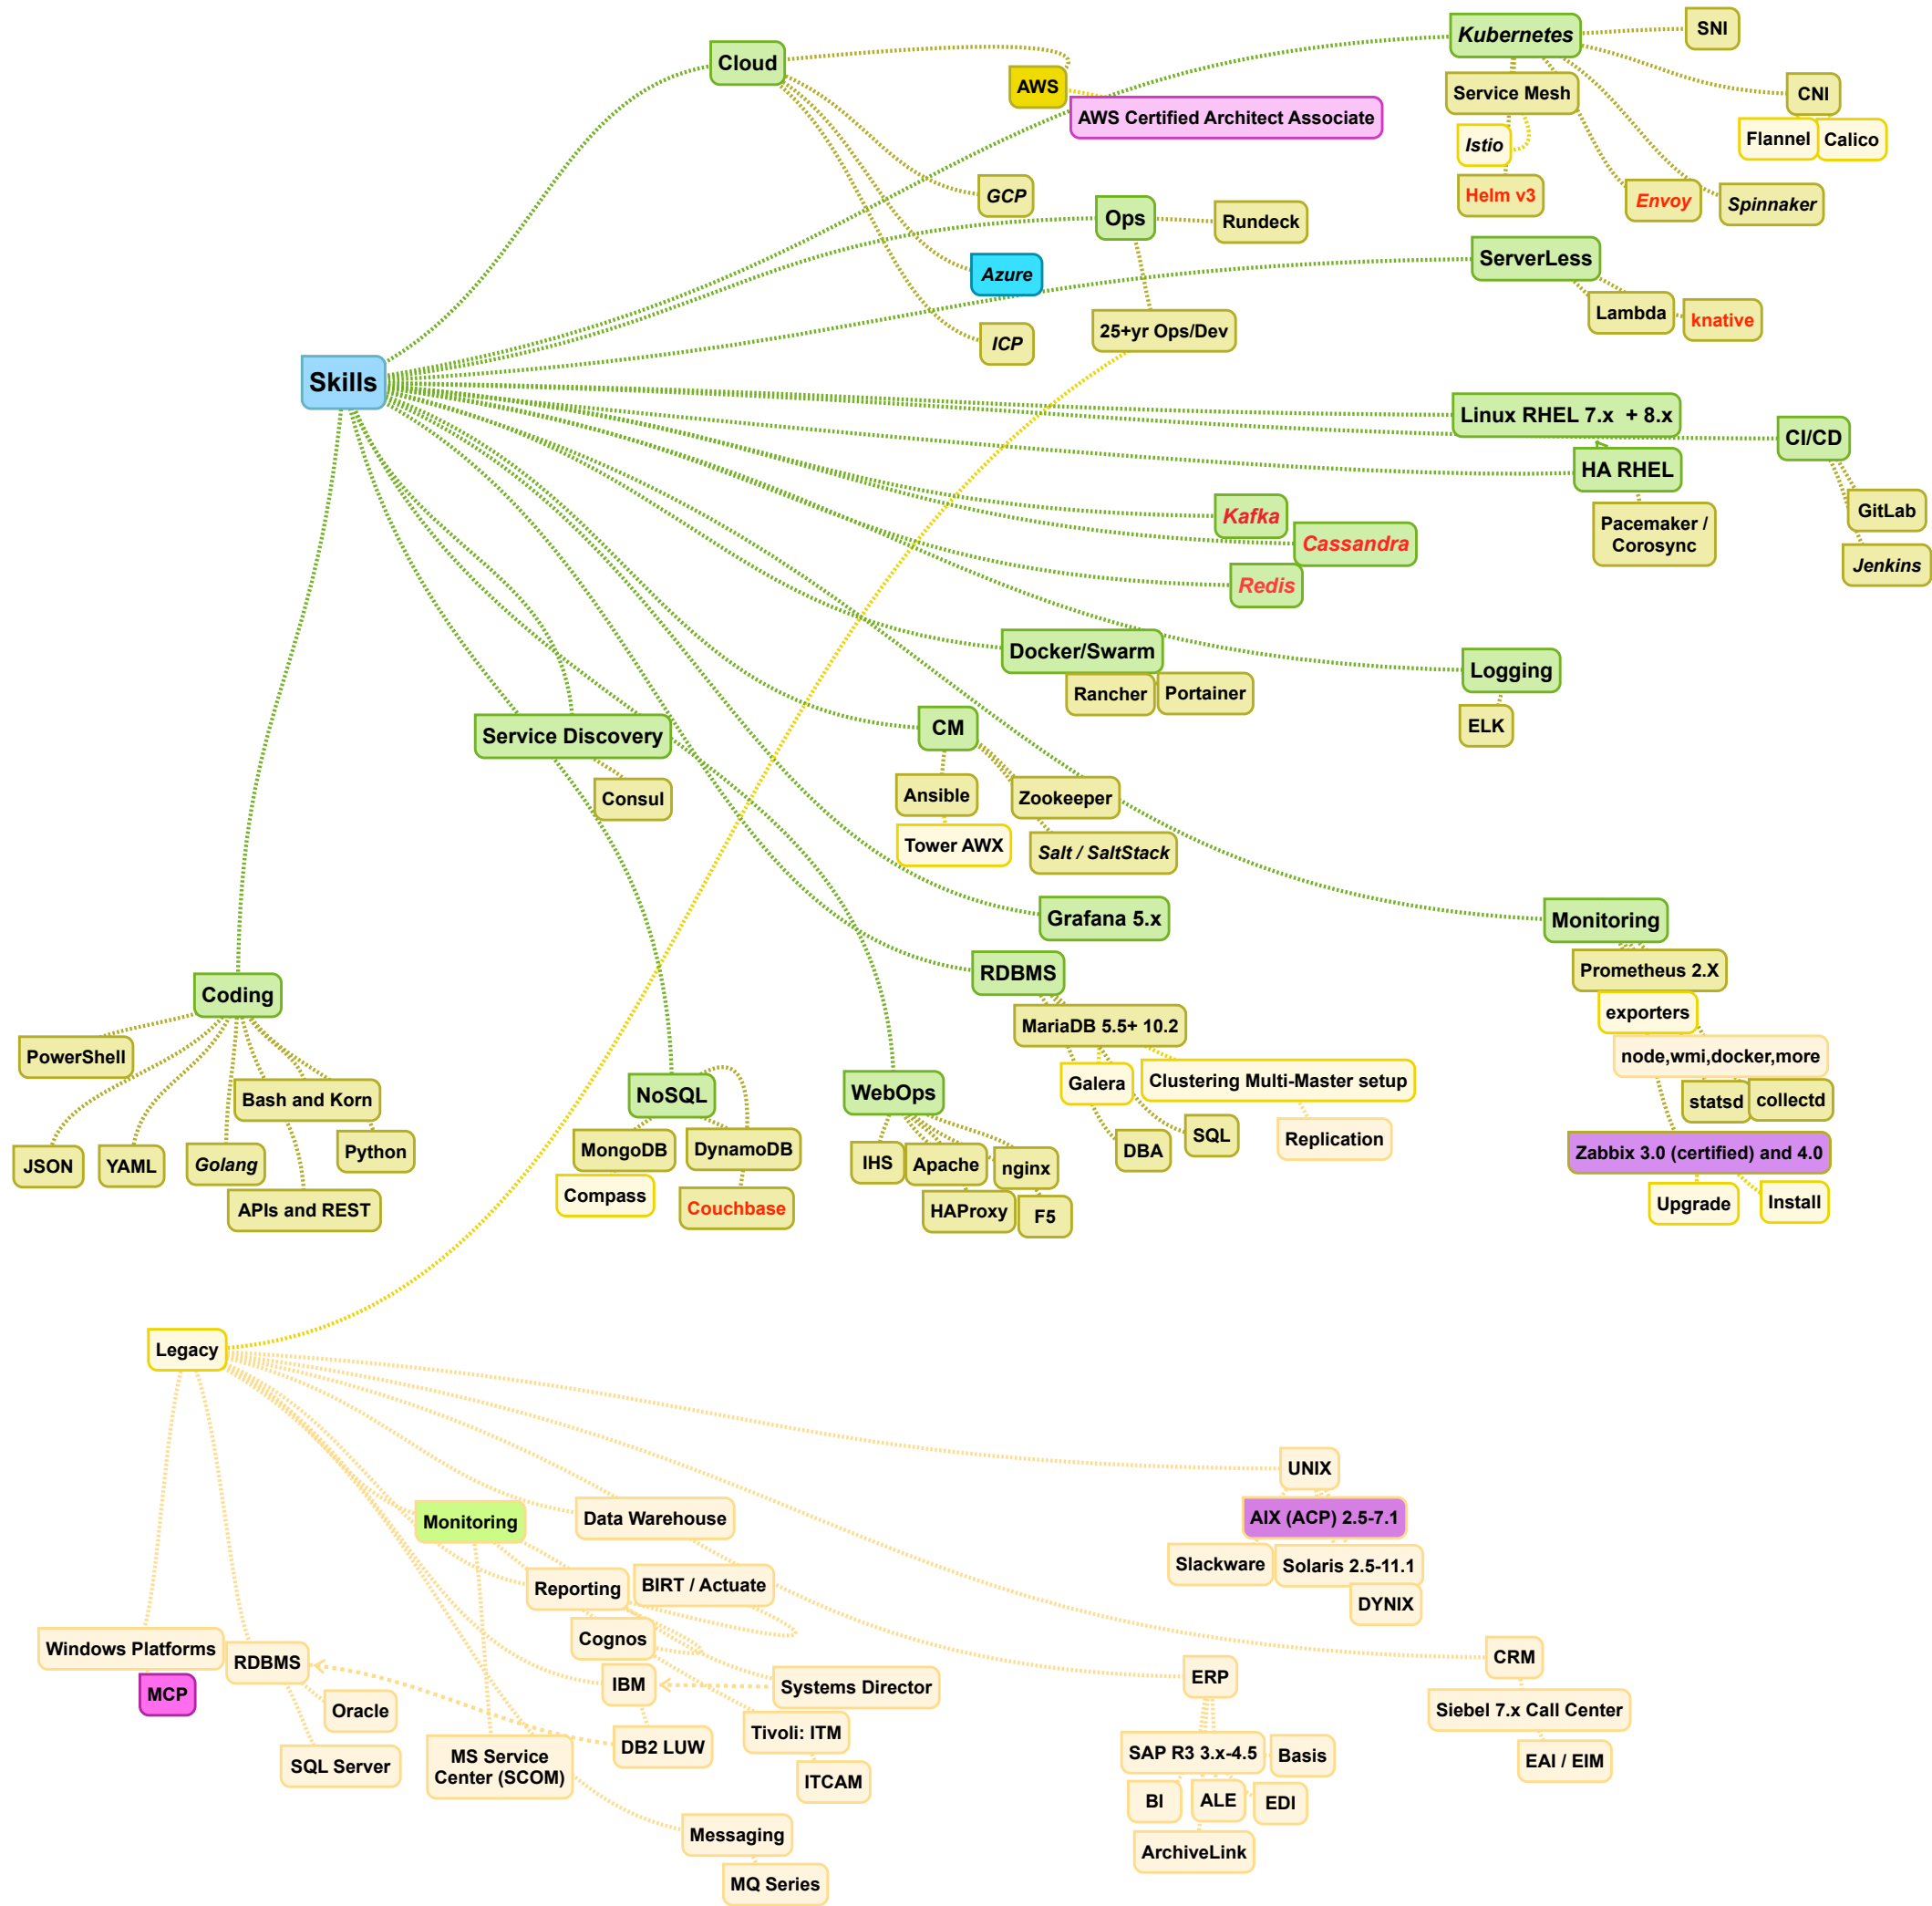 Cloud
AWS
AWS Certified Architect Associate
GCP
Azure
ICP
Kubernetes
SNI
Service Mesh
CNI
Istio
Flannel
Calico
Helm v3
Envoy
Spinnaker
Ops
Rundeck
25+yr Ops/Dev
ServerLess
Lambda
knative
Skills
Linux RHEL 7.x  + 8.x
CI/CD
HA RHEL
Pacemaker /
Corosync
GitLab
Jenkins
Kafka
Cassandra
Redis
Docker/Swarm
Rancher
Portainer
Logging
ELK
Service Discovery
Consul
CM
Ansible
Zookeeper
Tower AWX
Salt / SaltStack
Grafana 5.x
Monitoring
Prometheus 2.X
exporters
node,wmi,docker,more
statsd
collectd
Zabbix 3.0 (certified) and 4.0
Upgrade
Install
RDBMS
MariaDB 5.5+ 10.2
Galera
Clustering Multi-Master setup
DBA
SQL
Replication
Coding
PowerShell
Bash and Korn
JSON
YAML
Golang
Python
APIs and REST
NoSQL
MongoDB
DynamoDB
Compass
Couchbase
WebOps
IHS
Apache
nginx
HAProxy
F5
Legacy
UNIX
AIX (ACP) 2.5-7.1
Slackware
Solaris 2.5-11.1
DYNIX
Monitoring
Data Warehouse
Reporting
BIRT / Actuate
Cognos
Windows Platforms
MCP
RDBMS
Oracle
SQL Server
IBM
Systems Director
DB2 LUW
Tivoli: ITM
ITCAM
MS Service
Center (SCOM)
Messaging
MQ Series
ERP
SAP R3 3.x-4.5
Basis
BI
ALE
EDI
ArchiveLink
CRM
Siebel 7.x Call Center
EAI / EIM